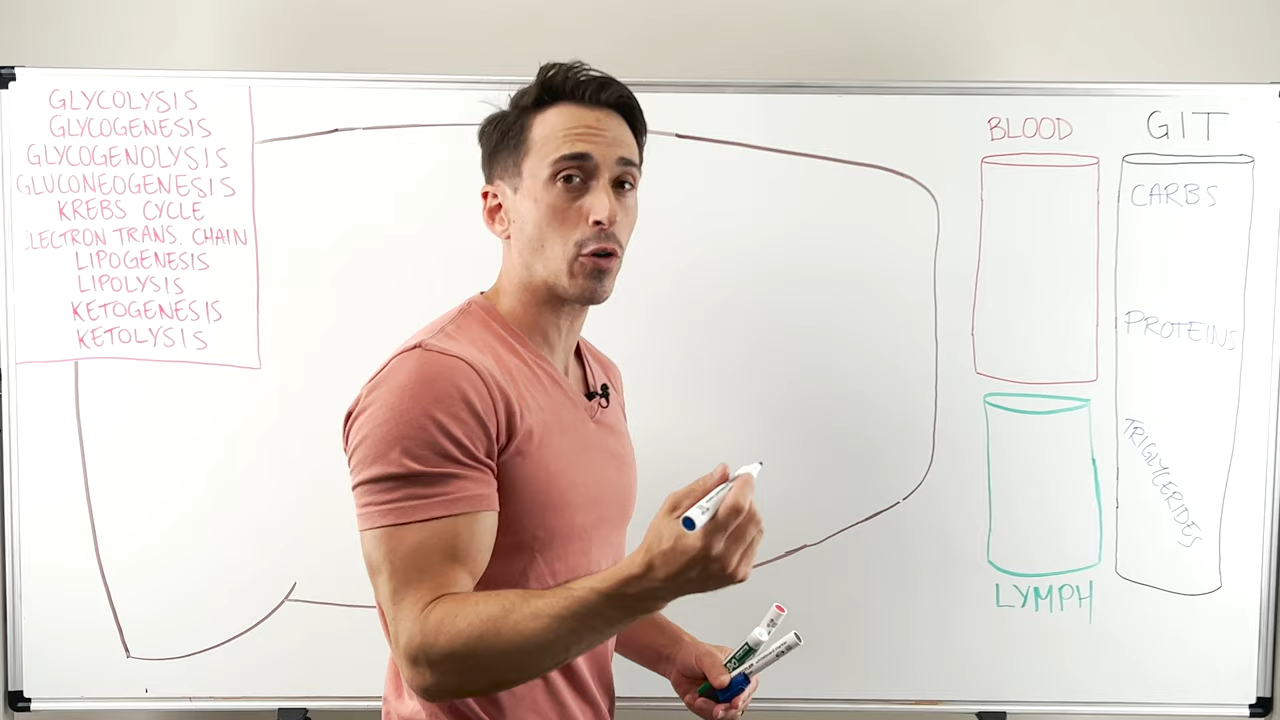 GLYCOLYSIS
GLYCOGENESIS
GLYCOGENOLYSIS
GLUCONEOGENESIS
KREBS CYCLE
ELECTRON TRANS. CHAIN
LIPOGENESIS
LIPOLYSIS
KETOGENESIS
KETOLYSIS
BLOOD
GIT
CARBS
PROTEINS
TRIGLYCERIDES
LYMPH